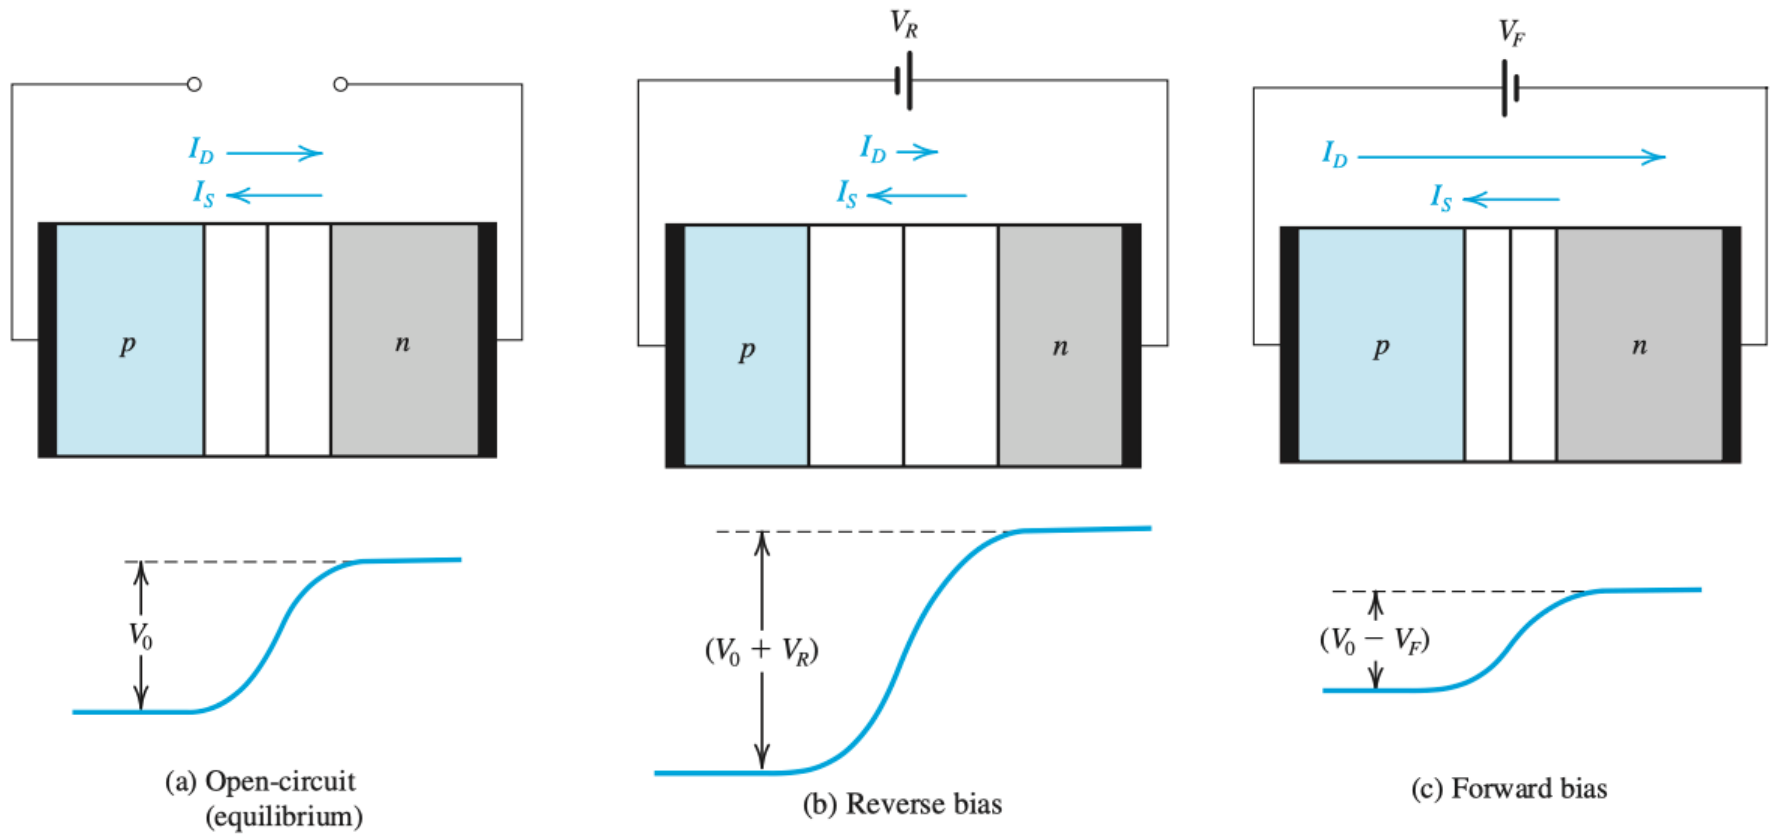 I_D
I_S
p
n
V_0
(a) Open-circuit
(equilibrium)
V_R
I_D
I_S
p
n
(V_0 + V_R)
(b) Reverse bias
V_F
I_D
I_S
p
n
(V_0 − V_F)
(c) Forward bias